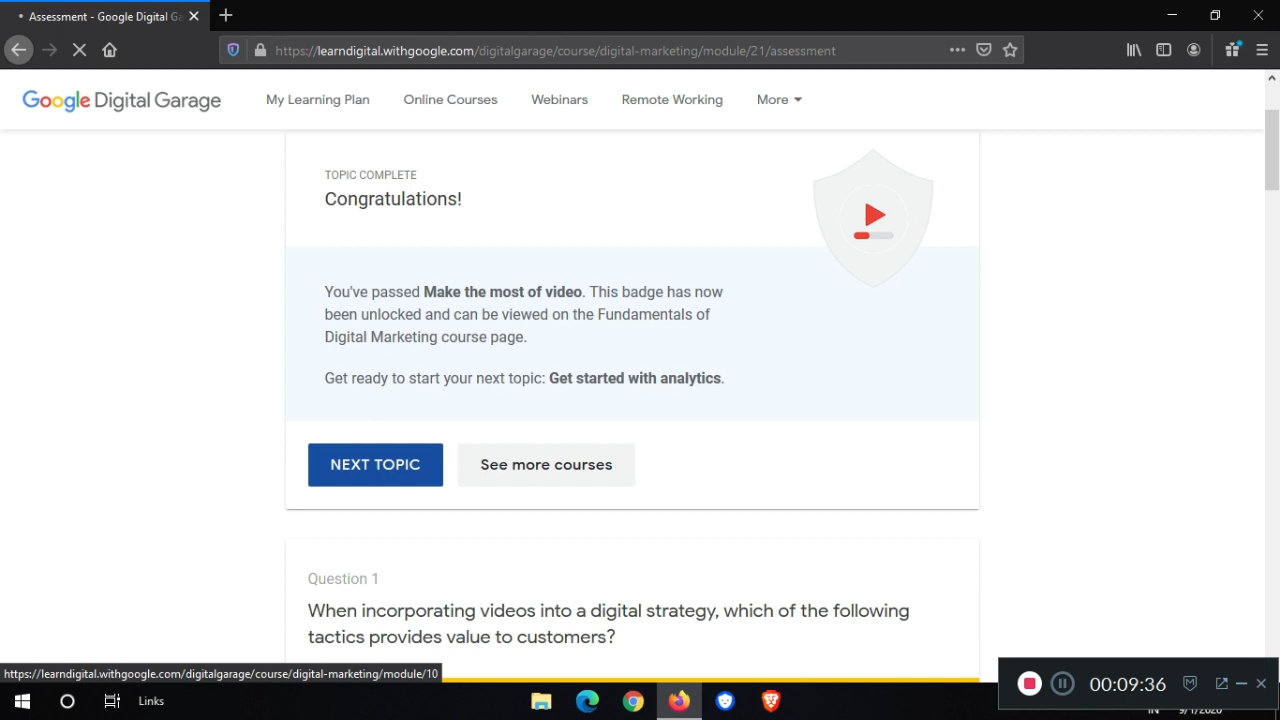 Assessment - Google Digital Ga
https://learndigital.withgoogle.com/digitalgarage/course/digital-marketing/module/21/assessment
Google Digital Garage
My Learning Plan
Online Courses
Webinars
Remote Working
More
TOPIC COMPLETE
Congratulations!
You've passed Make the most of video. This badge has now
been unlocked and can be viewed on the Fundamentals of
Digital Marketing course page.
Get ready to start your next topic: Get started with analytics.
NEXT TOPIC
See more courses
Question 1
When incorporating videos into a digital strategy, which of the following
tactics provides value to customers?
https://learndigital.withgoogle.com/digitalgarage/course/digital-marketing/module/10
Links
00:09:36
IN
9/1/2020